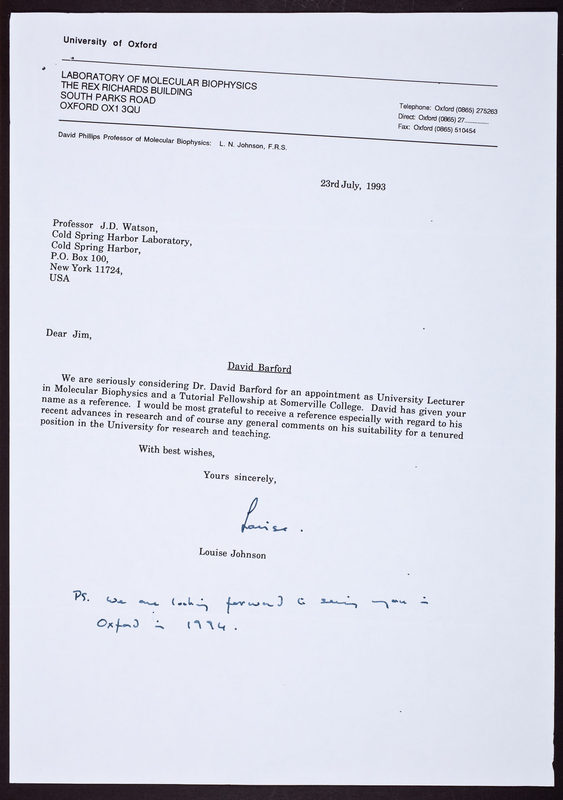 University of Oxford
LABORATORY OF MOLECULAR BIOPHYSICS
THE REX RICHARDS BUILDING
SOUTH PARKS ROAD
OXFORD OX1 3QU
Telephone: Oxford (0865) 275263
Direct: Oxford (0865) 27..............
Fax: Oxford (0865) 510454
David Phillips Professor of Molecular Biophysics: L. N. Johnson, F.R.S.
23rd July, 1993
Professor J.D. Watson,
Cold Spring Harbor Laboratory,
Cold Spring Harbor,
P.O. Box 100,
New York 11724,
USA
Dear Jim,
David Barford
We are seriously considering Dr. David Barford for an appointment as University Lecturer
in Molecular Biophysics and a Tutorial Fellowship at Somerville College. David has given your
name as a reference. I would be most grateful to receive a reference especially with regard to his
recent advances in research and of course any general comments on his suitability for a tenured
position in the University for research and teaching.
With best wishes,
Yours sincerely,
Louise.
Louise Johnson
PS. We are looking forward to seeing you in
Oxford in 1994.